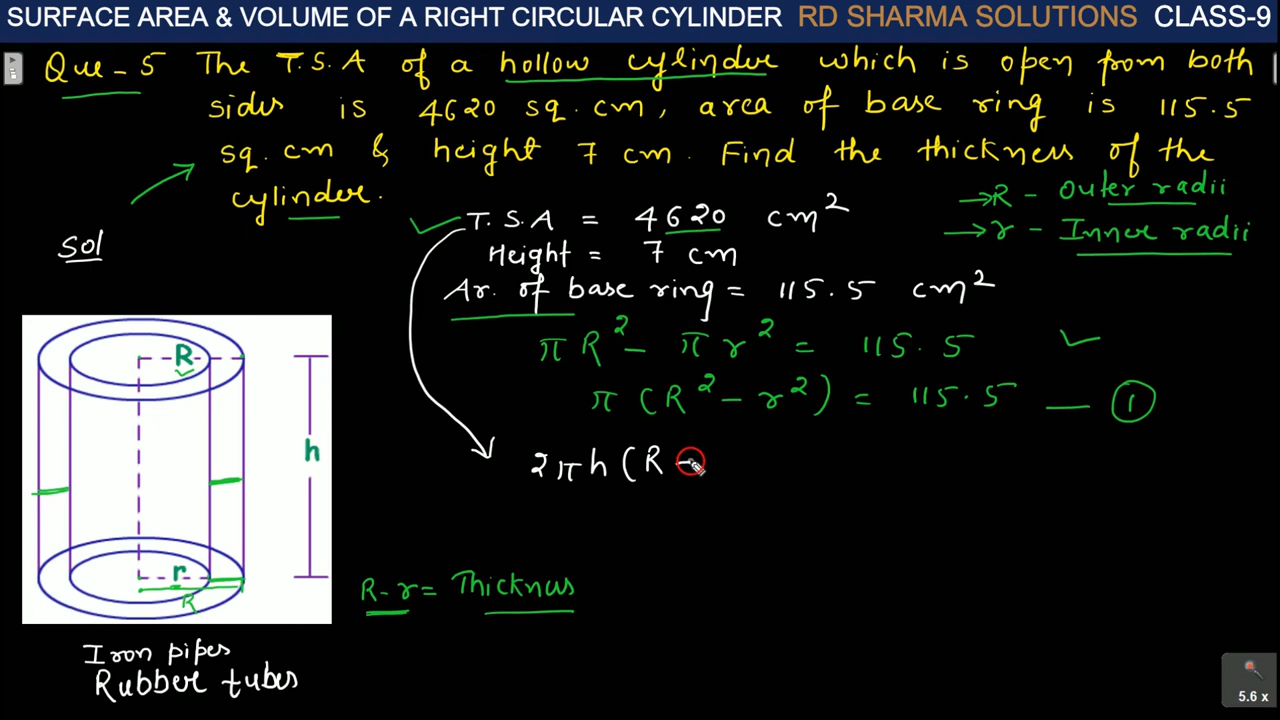 SURFACE AREA & VOLUME OF A RIGHT CIRCULAR CYLINDER RD SHARMA SOLUTIONS CLASS-9
Que - 5 The T.S.A of a hollow cylinder which is open from both
sides is 4620 sq.cm, area of base ring is 115.5
sq.cm & height 7 cm. Find the thickness of the
cylinder.
→R - Outer radii
→r - Inner radii
Sol
T.S.A = 4620 cm²
Height = 7 cm
Ar. of base ring = 115.5 cm²
πR² - πr² = 115.5
π(R² - r²) = 115.5 — ①
2πh(R -
R
h
r
R
R-r = Thickness
Iron pipes
Rubber tubes
5.6 x